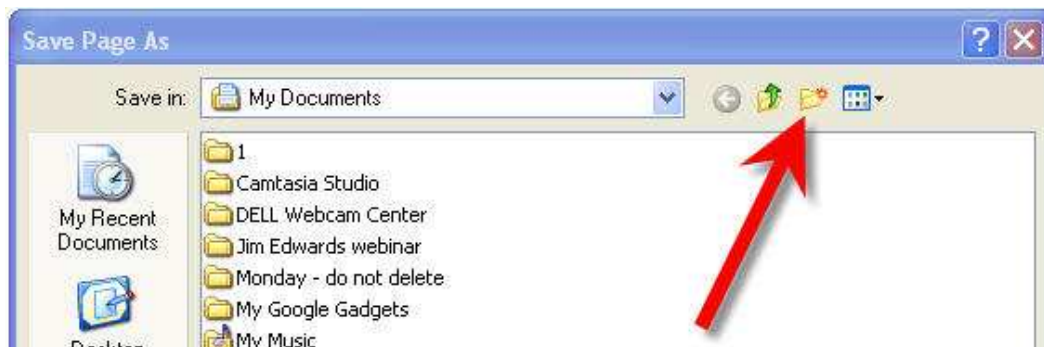 Save Page As
Save in: My Documents
1
Camtasia Studio
My Recent
Documents
DELL Webcam Center
Jim Edwards webinar
Monday - do not delete
My Google Gadgets
My Music
Desktop